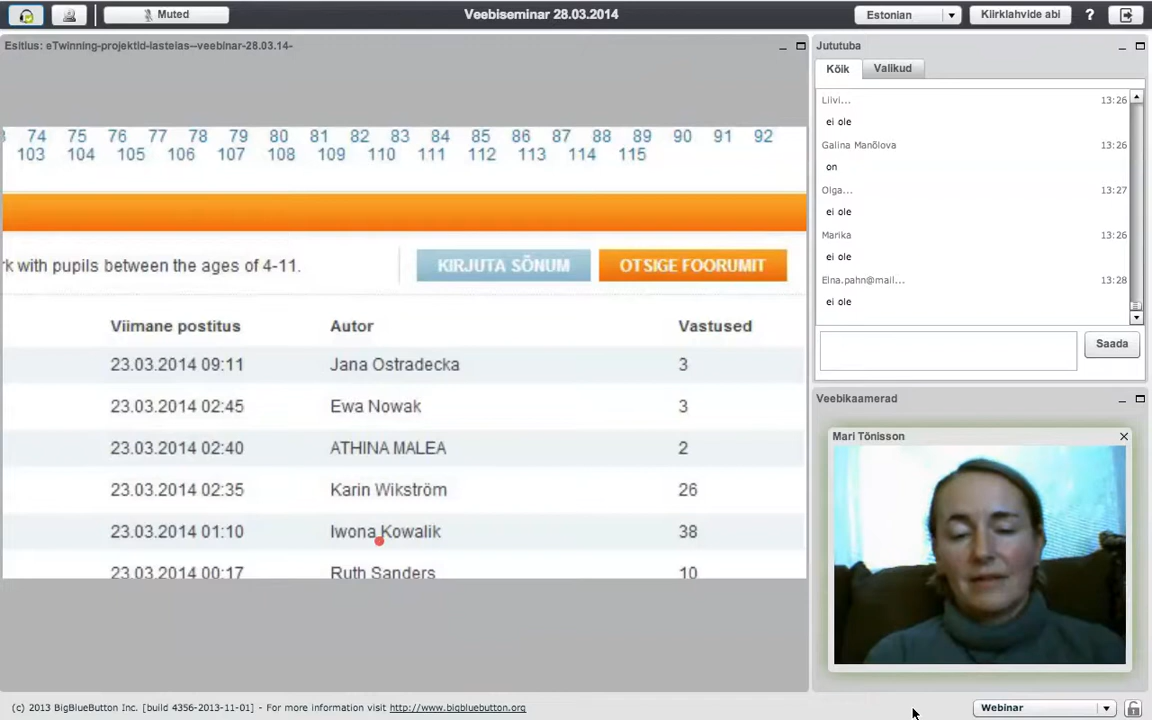 Muted
Veebiseminar 28.03.2014
Estonian
Kiirklahvide abi
?
Esitlus: eTwinning-projektid-lasteias--veebinar-28.03.14-
74 75 76 77 78 79 80 81 82 83 84 85 86 87 88 89 90 91 92
103 104 105 106 107 108 109 110 111 112 113 114 115
rk with pupils between the ages of 4-11.
KIRJUTA SÕNUM
OTSIGE FOORUMIT
Viimane postitus Autor Vastused
23.03.2014 09:11 Jana Ostradecka 3
23.03.2014 02:45 Ewa Nowak 3
23.03.2014 02:40 ATHINA MALEA 2
23.03.2014 02:35 Karin Wikström 26
23.03.2014 01:10 Iwona Kowalik 38
23.03.2014 00:17 Ruth Sanders 10
Jututuba
Kõik Valikud
Liivi... 13:26
ei ole
Galina Manõlova 13:26
on
Olga... 13:27
ei ole
Marika 13:26
ei ole
Elna.pahn@mail... 13:28
ei ole
Saada
Veebikaamerad
Mari Tõnisson
(c) 2013 BigBlueButton Inc. [build 4356-2013-11-01] - For more information visit http://www.bigbluebutton.org
Webinar